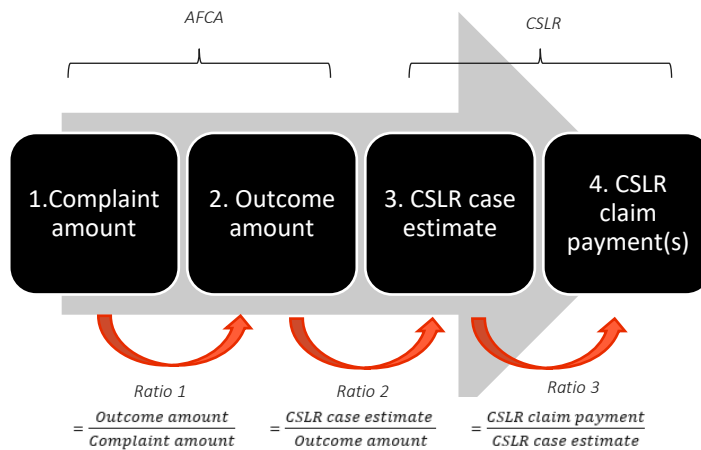 AFCA
CSLR
1.Complaint
amount
2. Outcome
amount
3. CSLR case
estimate
4. CSLR
claim
payment(s)
Ratio 1
= Outcome amount
Complaint amount
Ratio 2
= CSLR case estimate
Outcome amount
Ratio 3
= CSLR claim payment
CSLR case estimate